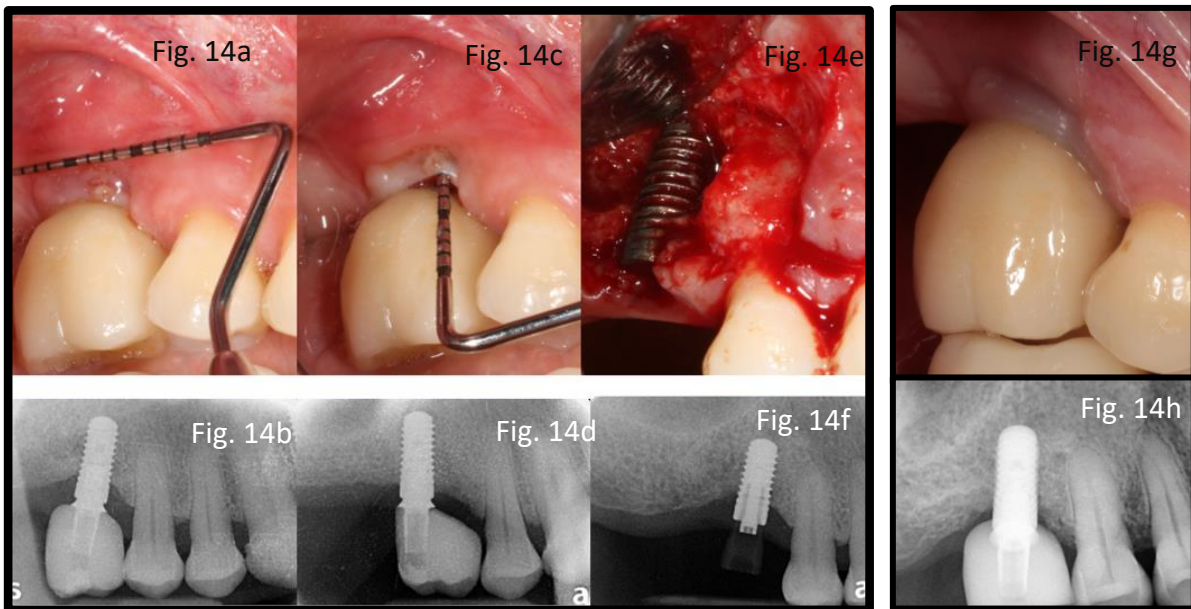 Fig. 14a
Fig. 14c
Fig. 14e
Fig. 14g
Fig. 14b
Fig. 14d
Fig. 14f
Fig. 14h
s
a
a